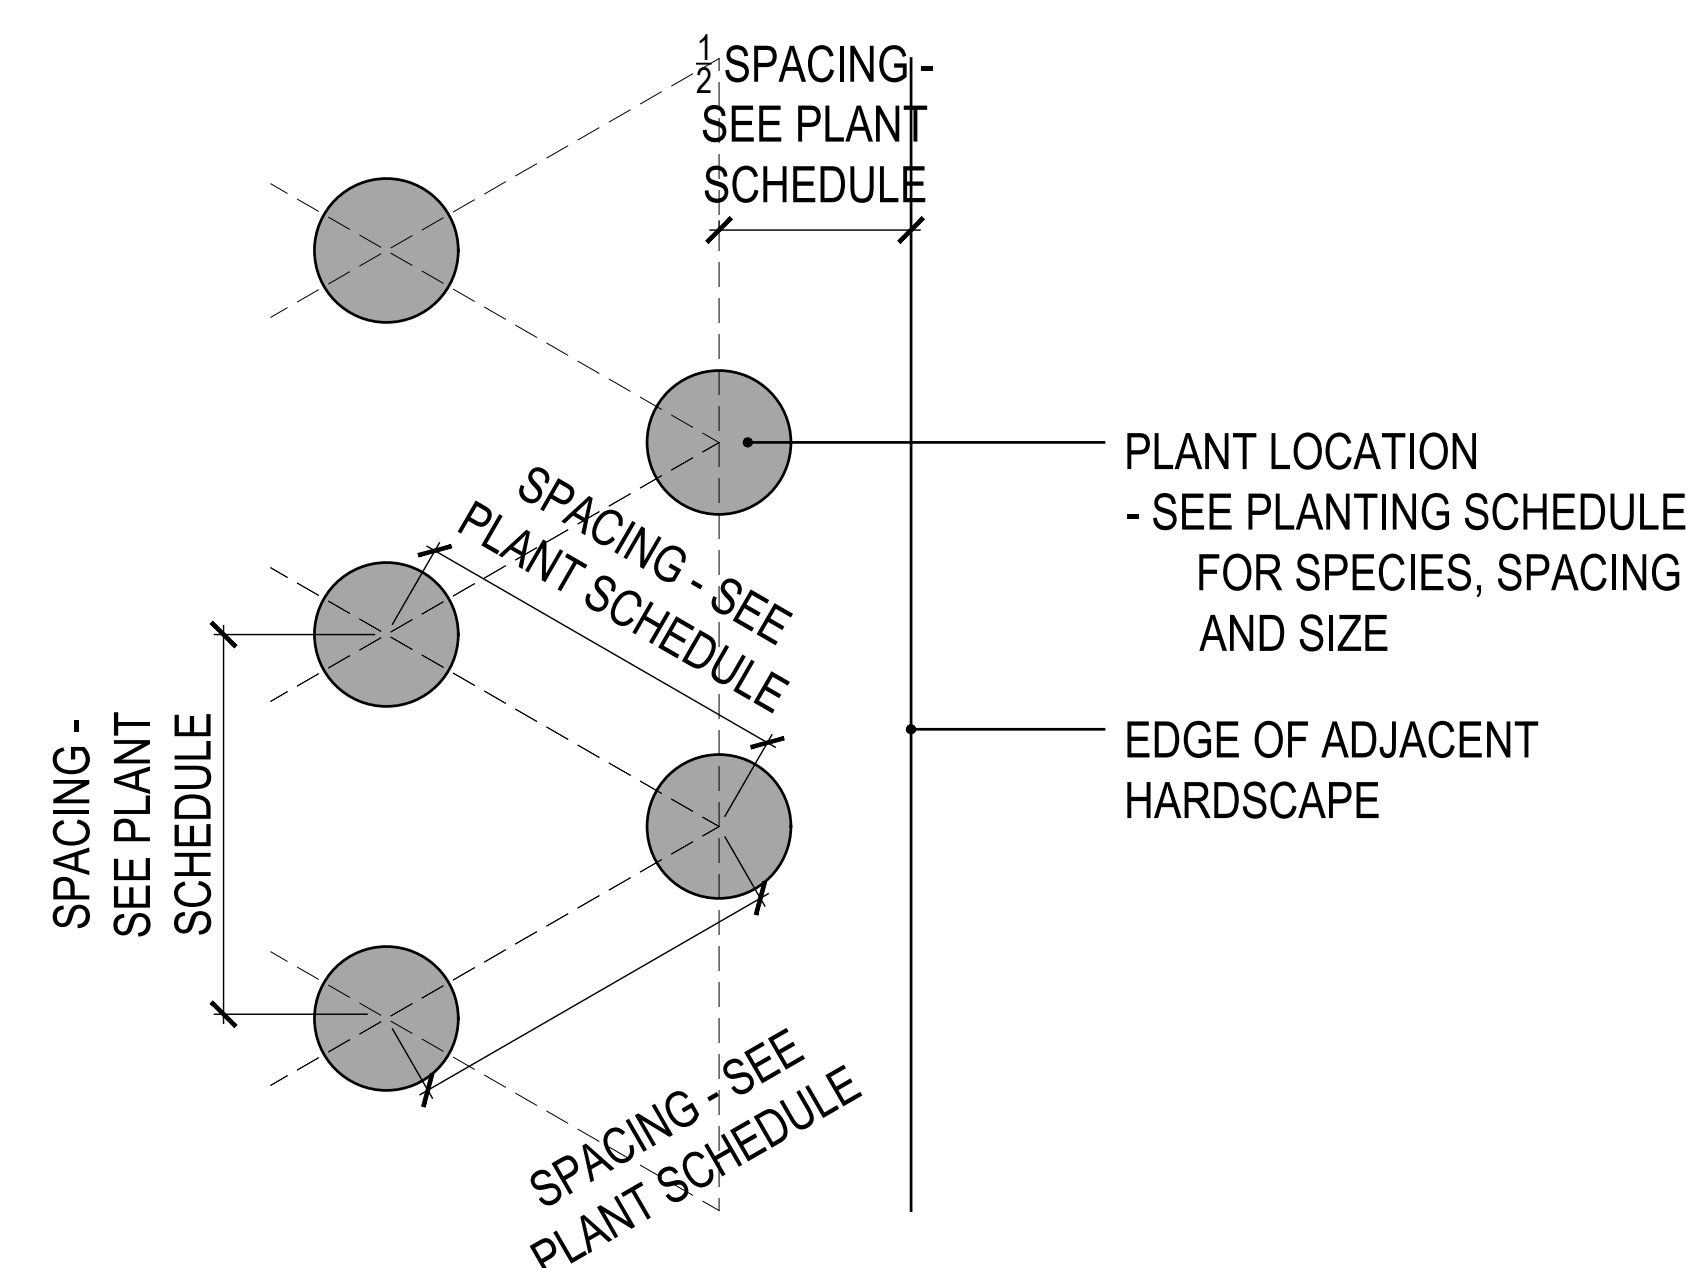 ½ SPACING -
SEE PLANT
SCHEDULE
PLANT LOCATION
- SEE PLANTING SCHEDULE
FOR SPECIES, SPACING
AND SIZE
SPACING - SEE
PLANT SCHEDULE
SPACING -
SEE PLANT
SCHEDULE
EDGE OF ADJACENT
HARDSCAPE
SPACING - SEE
PLANT SCHEDULE